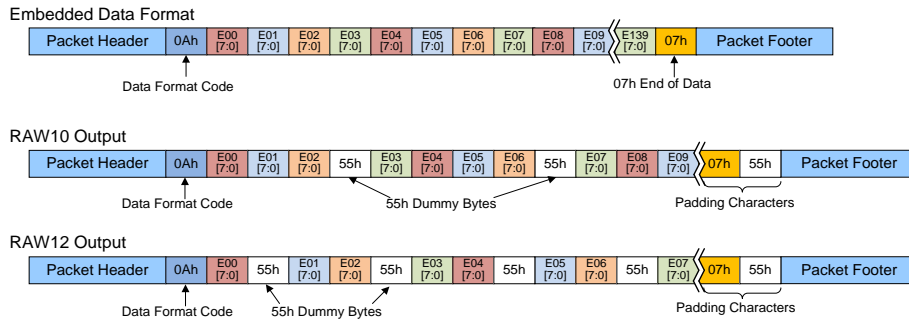 Embedded Data Format
Packet Header 0Ah E00 [7:0] E01 [7:0] E02 [7:0] E03 [7:0] E04 [7:0] E05 [7:0] E06 [7:0] E07 [7:0] E08 [7:0] E09 [7:0] E139 [7:0] 07h Packet Footer
Data Format Code 07h End of Data
RAW10 Output
Packet Header 0Ah E00 [7:0] E01 [7:0] E02 [7:0] 55h E03 [7:0] E04 [7:0] E05 [7:0] E06 [7:0] 55h E07 [7:0] E08 [7:0] E09 [7:0] 07h 55h Packet Footer
Data Format Code 55h Dummy Bytes Padding Characters
RAW12 Output
Packet Header 0Ah E00 [7:0] 55h E01 [7:0] E02 [7:0] 55h E03 [7:0] E04 [7:0] 55h E05 [7:0] E06 [7:0] 55h E07 [7:0] 07h 55h Packet Footer
Data Format Code 55h Dummy Bytes Padding Characters